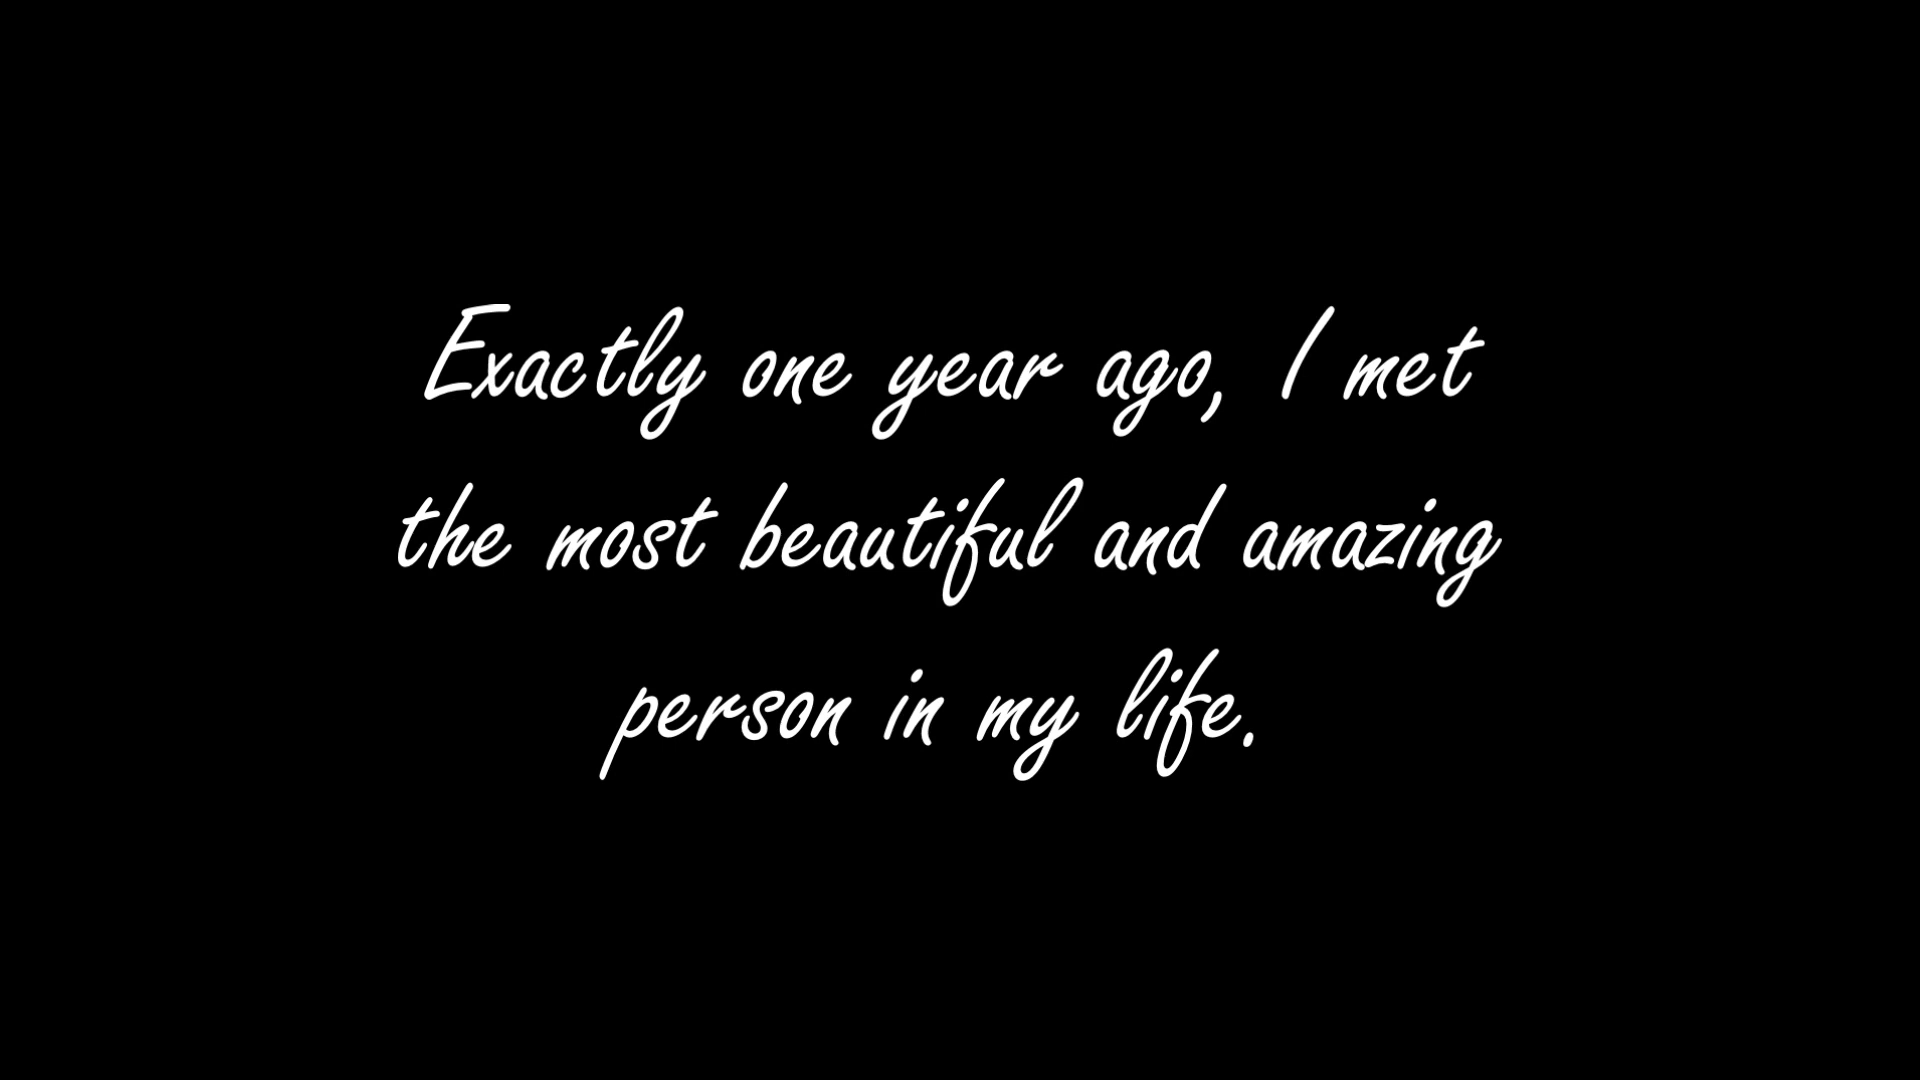 Exactly one year ago, I met
the most beautiful and amazing
person in my life.